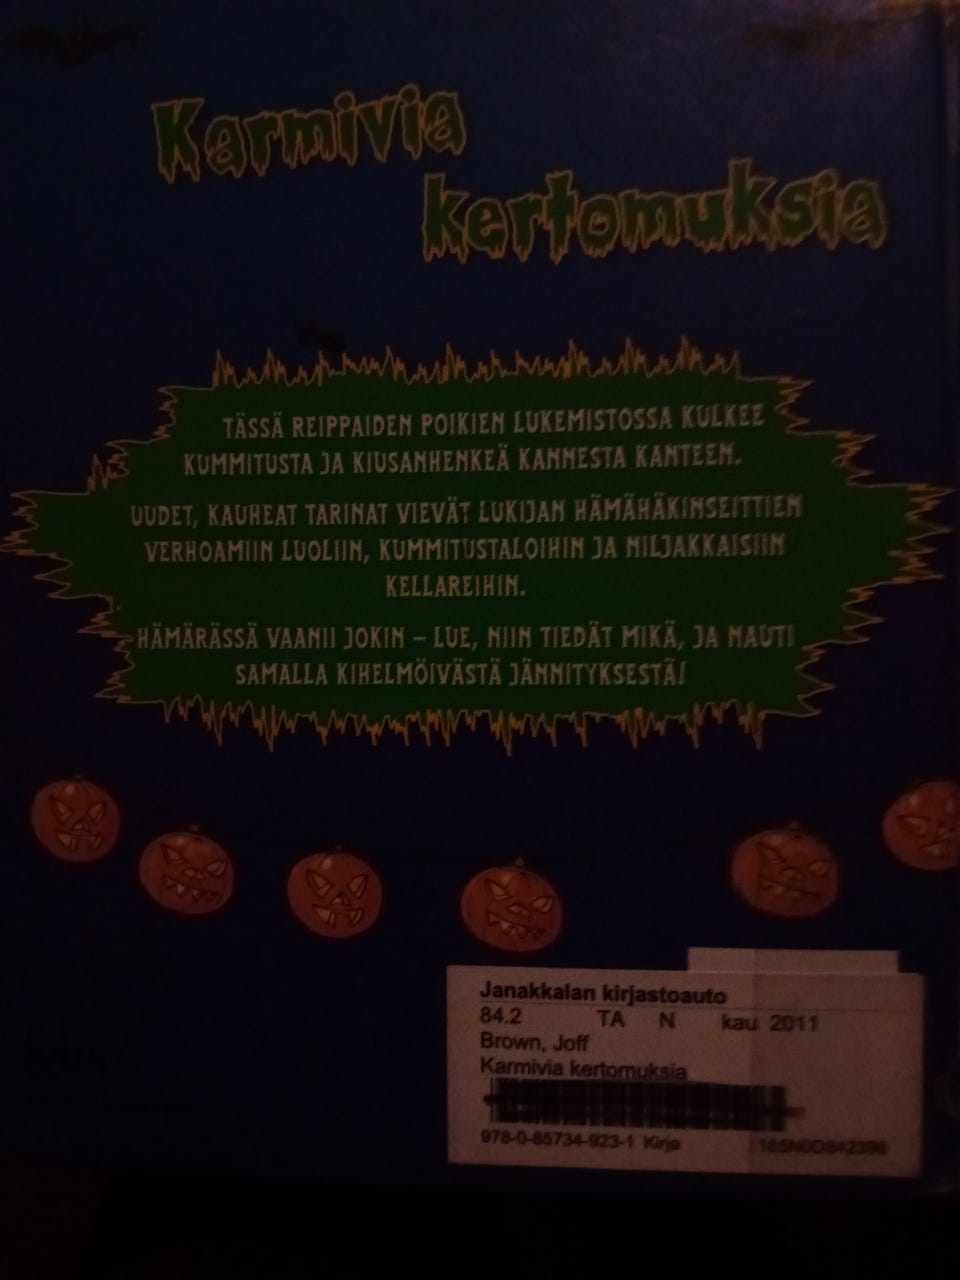 Karmivia
kertomuksia
TÄSSÄ REIPPAIDEN POIKIEN LUKEMISTOSSA KULKEE
KUMMITUSTA JA KIUSANHENKEÄ KANNESTA KANTEEN.
UUDET, KAUHEAT TARINAT VIEVÄT LUKIJAN HÄMÄHÄKINSEITTIEN
VERHOAMIIN LUOLIIN, KUMMITUSTALOIHIN JA NILJAKKAISIIN
KELLAREIHIN.
HÄMÄRÄSSÄ VAANII JOKIN – LUE, NIIN TIEDÄT MIKÄ, JA NAUTI
SAMALLA KIHELMÖIVÄSTÄ JÄNNITYKSESTÄ!
Janakkalan kirjastoauto
84.2 TA N kau 2011
Brown, Joff
Karmivia kertomuksia
978-0-85734-923-1 Kirja